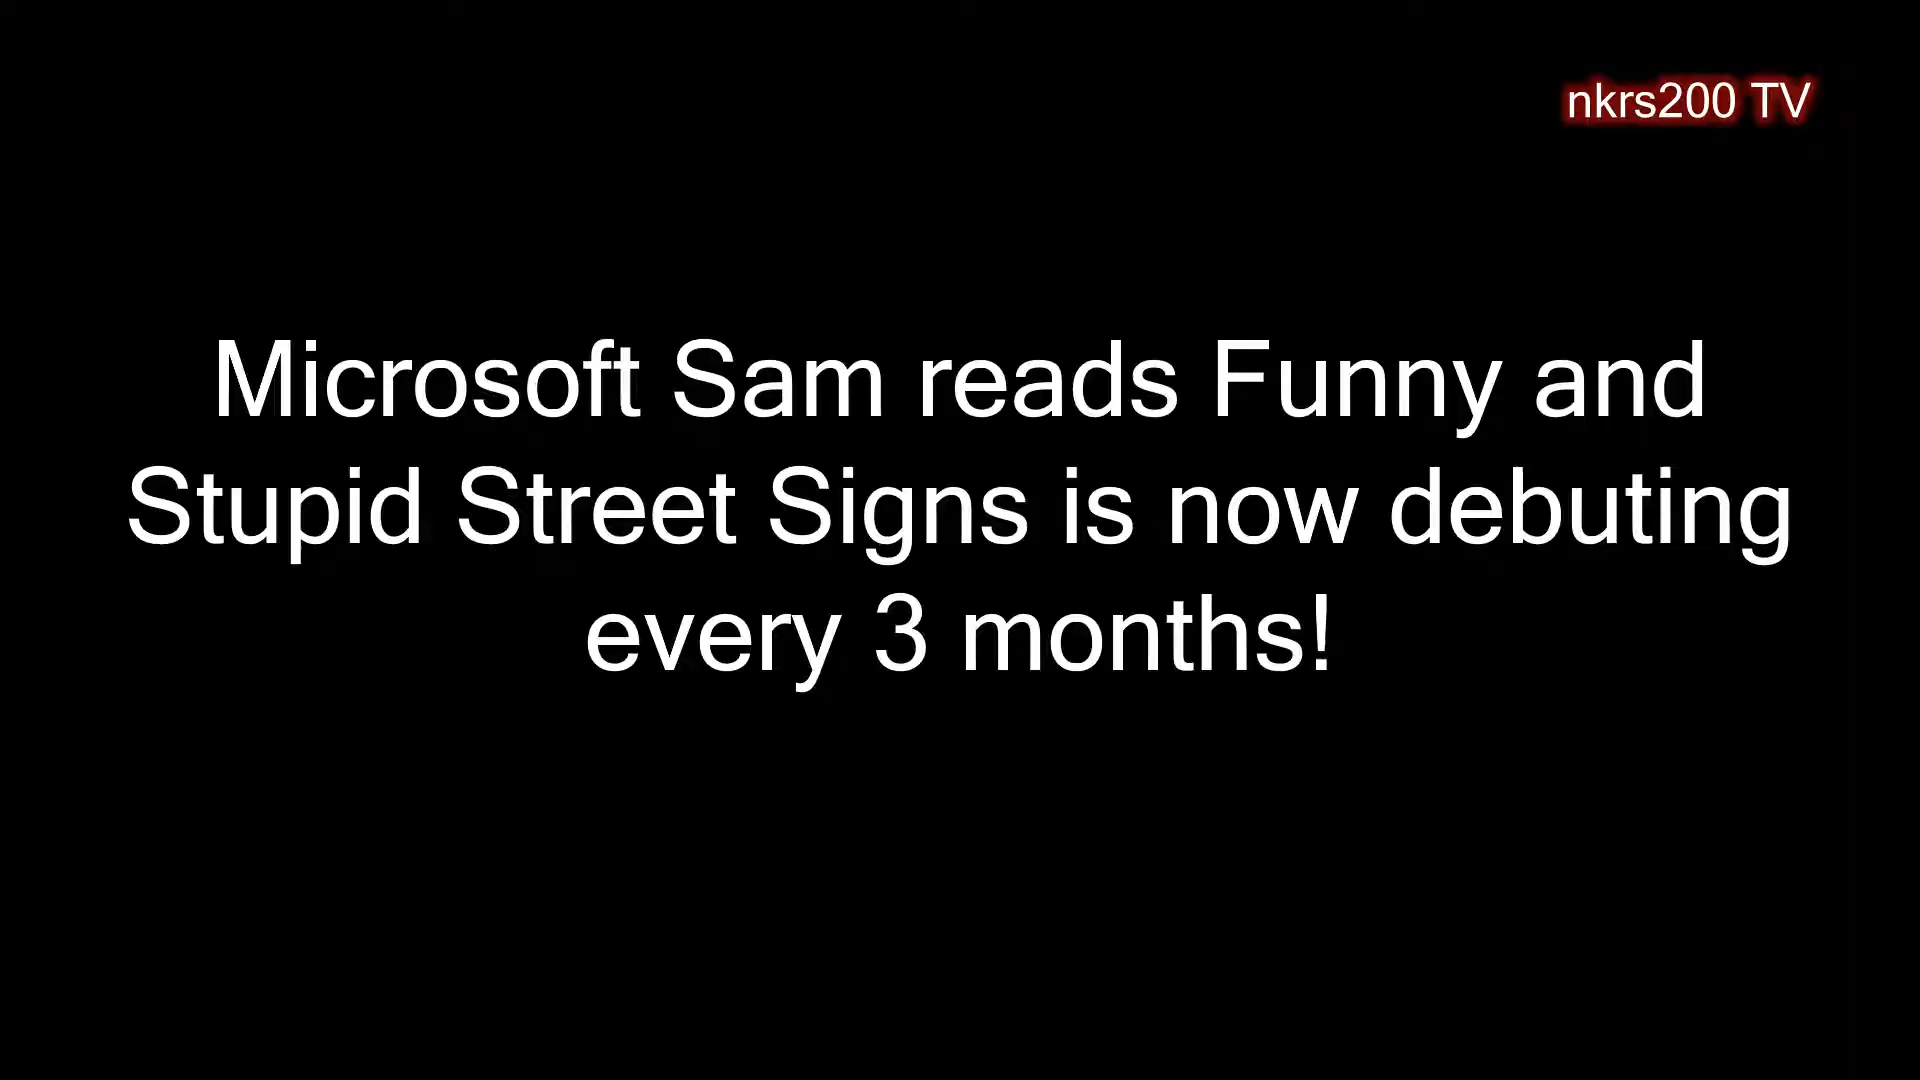 nkrs200 TV
Microsoft Sam reads Funny and
Stupid Street Signs is now debuting
every 3 months!